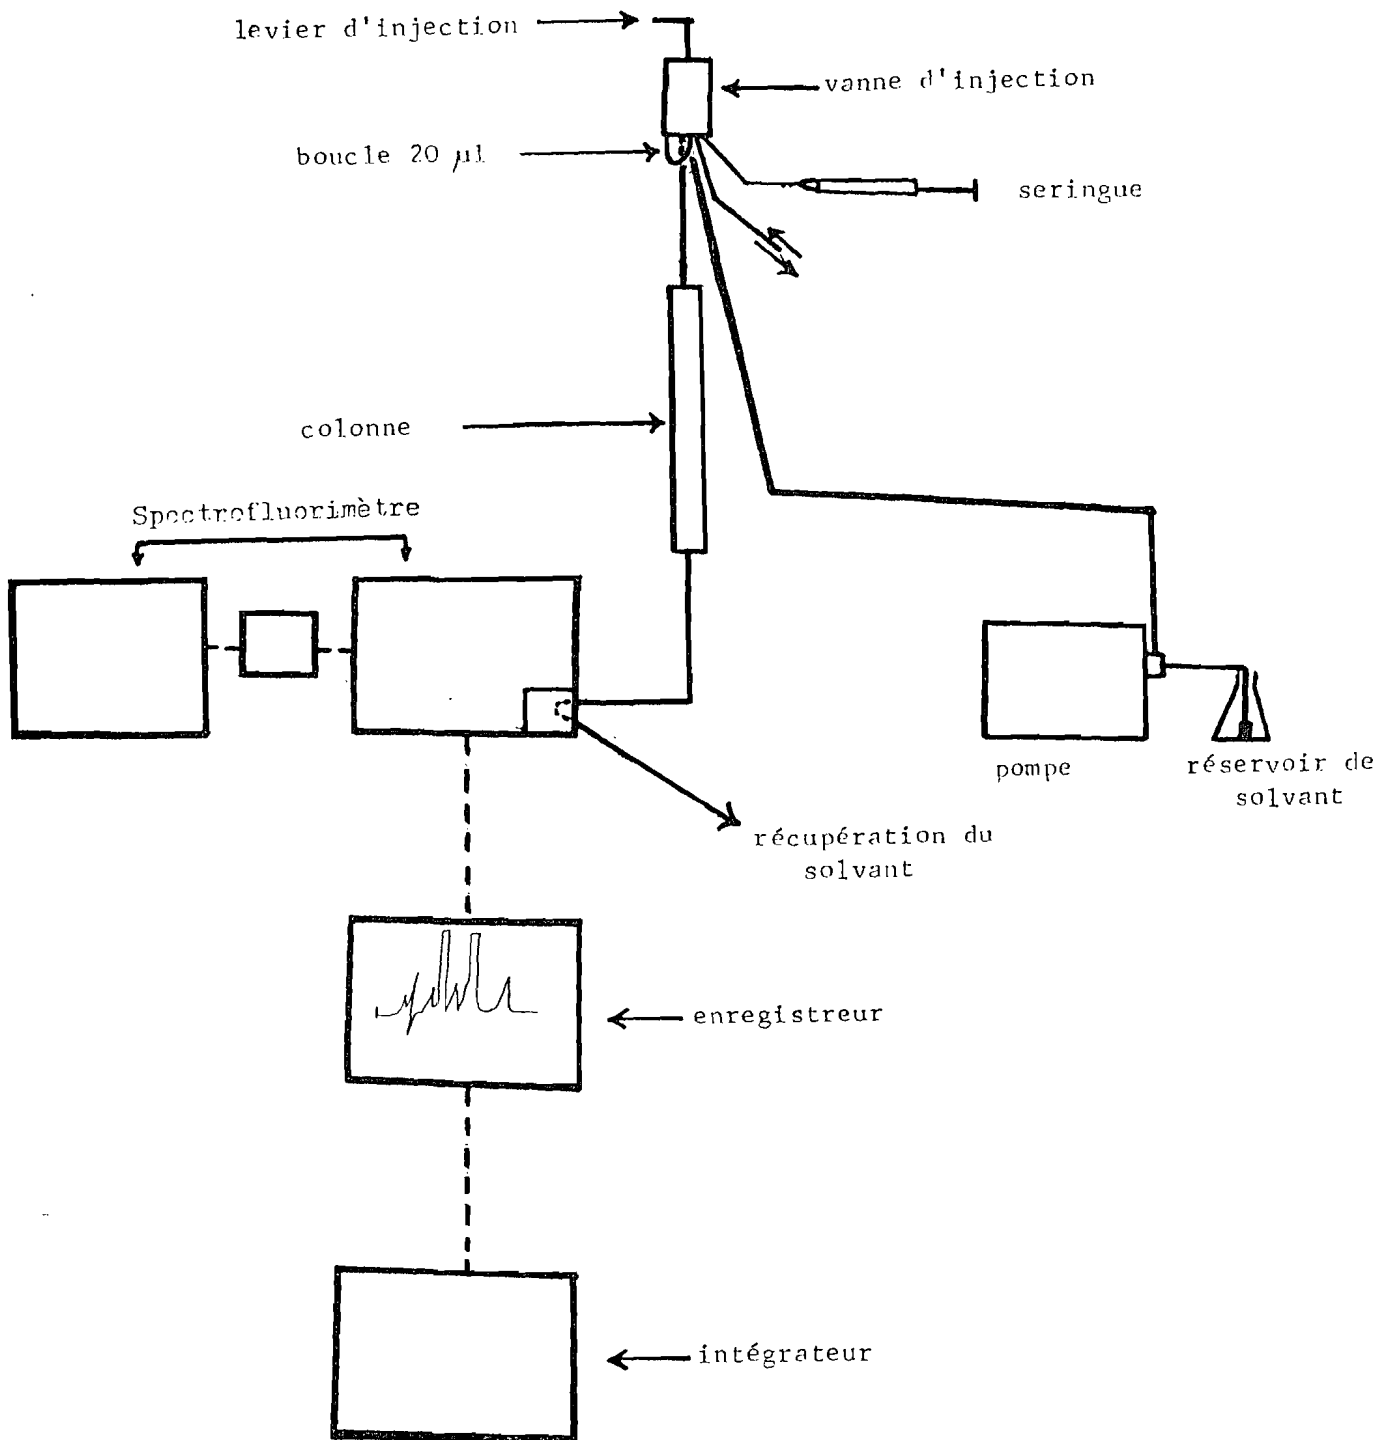 levier d'injection
vanne d'injection
boucle 20 µl
seringue
colonne
Spectrofluorimètre
pompe
réservoir de
solvant
récupération du
solvant
enregistreur
intégrateur